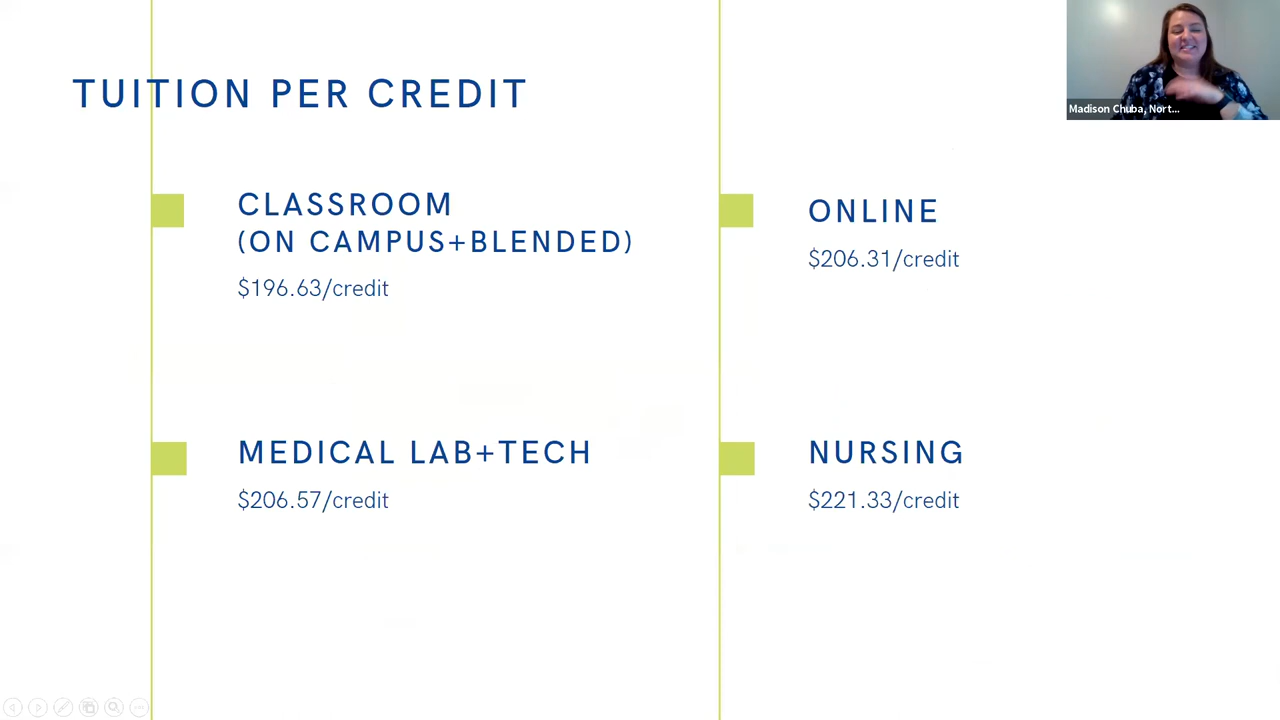 TUITION PER CREDIT
CLASSROOM
(ON CAMPUS+BLENDED)
$196.63/credit
ONLINE
$206.31/credit
MEDICAL LAB+TECH
$206.57/credit
NURSING
$221.33/credit
Madison Chuba, Nort...